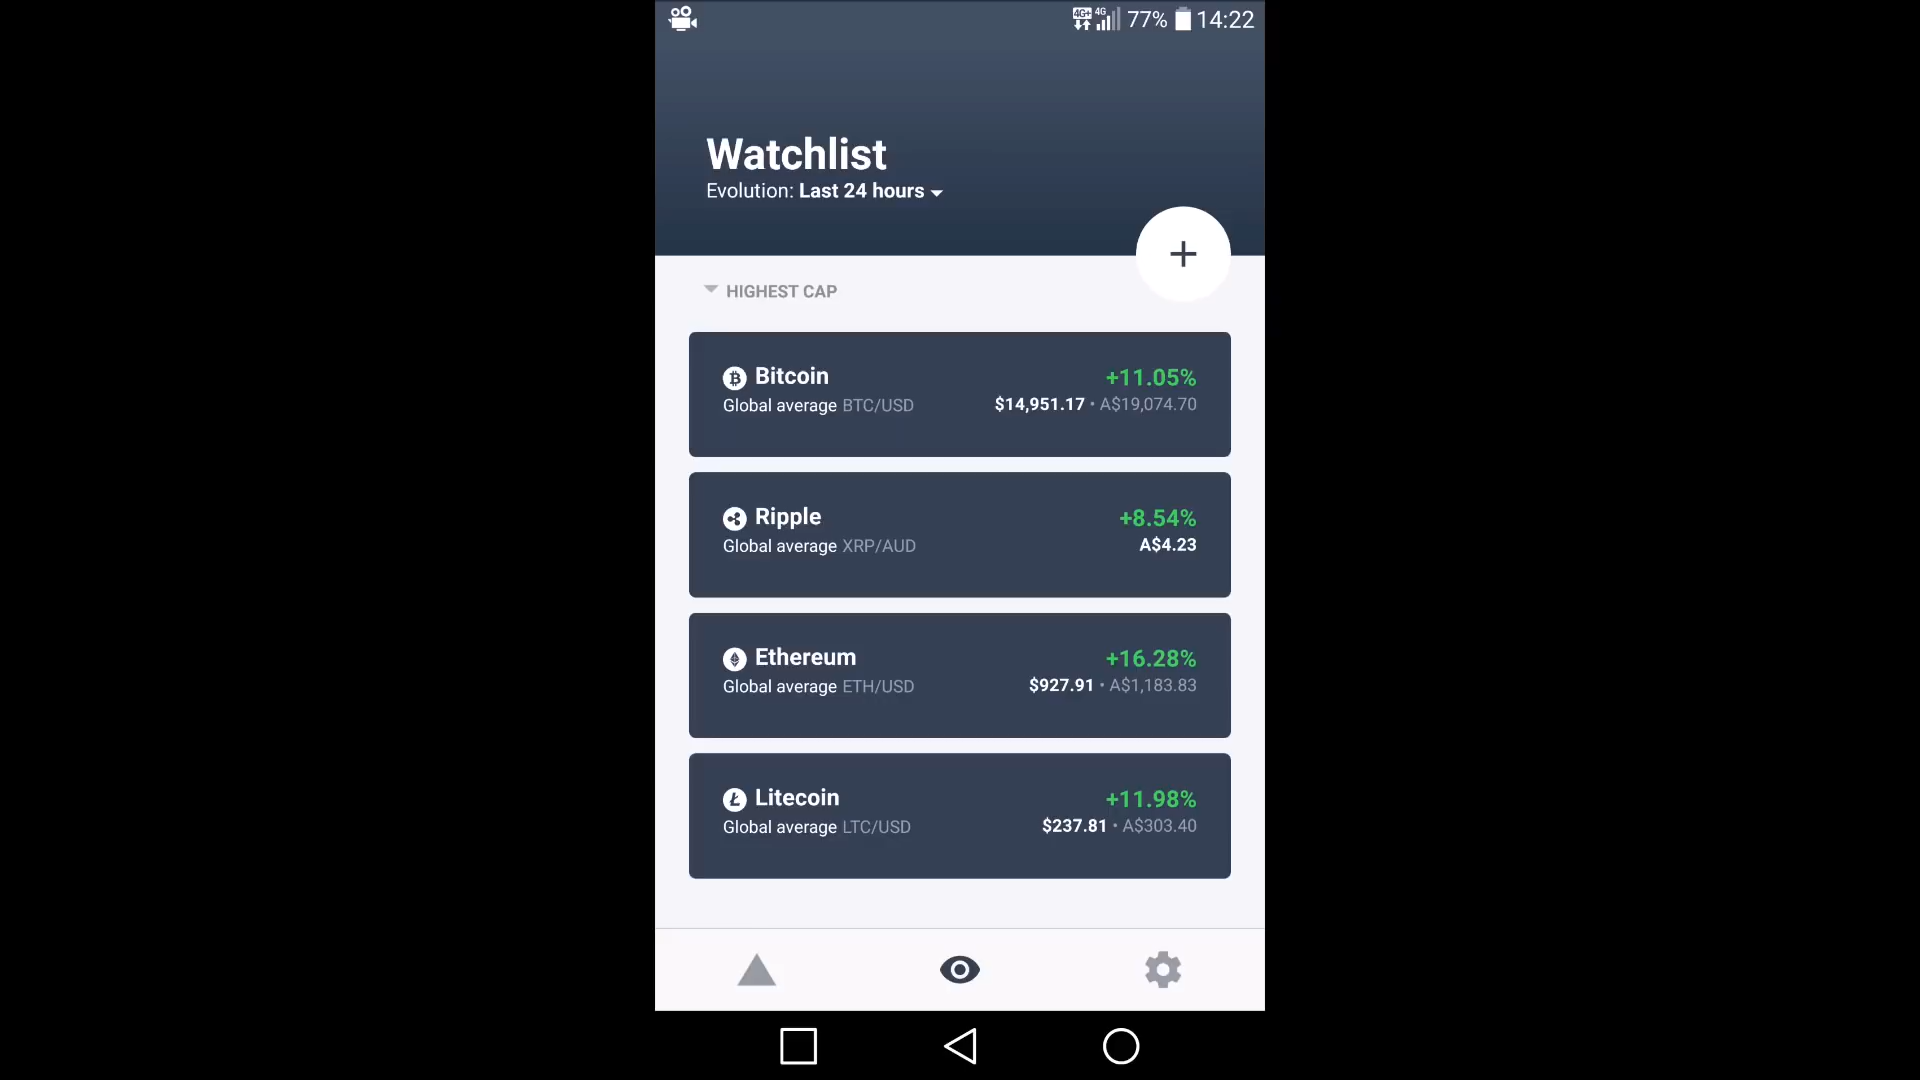 4G+ 4G 77% 14:22
Watchlist
Evolution: Last 24 hours
+
HIGHEST CAP
Bitcoin +11.05%
Global average BTC/USD $14,951.17 • A$19,074.70
Ripple +8.54%
Global average XRP/AUD A$4.23
Ethereum +16.28%
Global average ETH/USD $927.91 • A$1,183.83
Litecoin +11.98%
Global average LTC/USD $237.81 • A$303.40